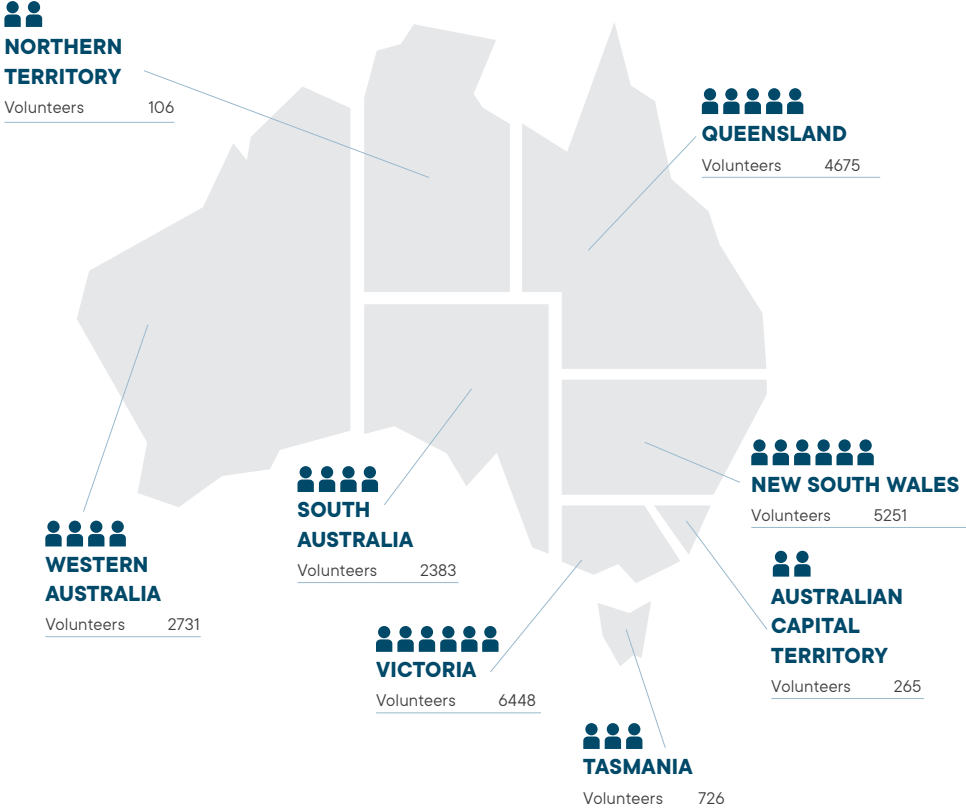 NORTHERN
TERRITORY
Volunteers 106
QUEENSLAND
Volunteers 4675
NEW SOUTH WALES
Volunteers 5251
SOUTH
AUSTRALIA
Volunteers 2383
WESTERN
AUSTRALIA
Volunteers 2731
AUSTRALIAN
CAPITAL
TERRITORY
Volunteers 265
VICTORIA
Volunteers 6448
TASMANIA
Volunteers 726